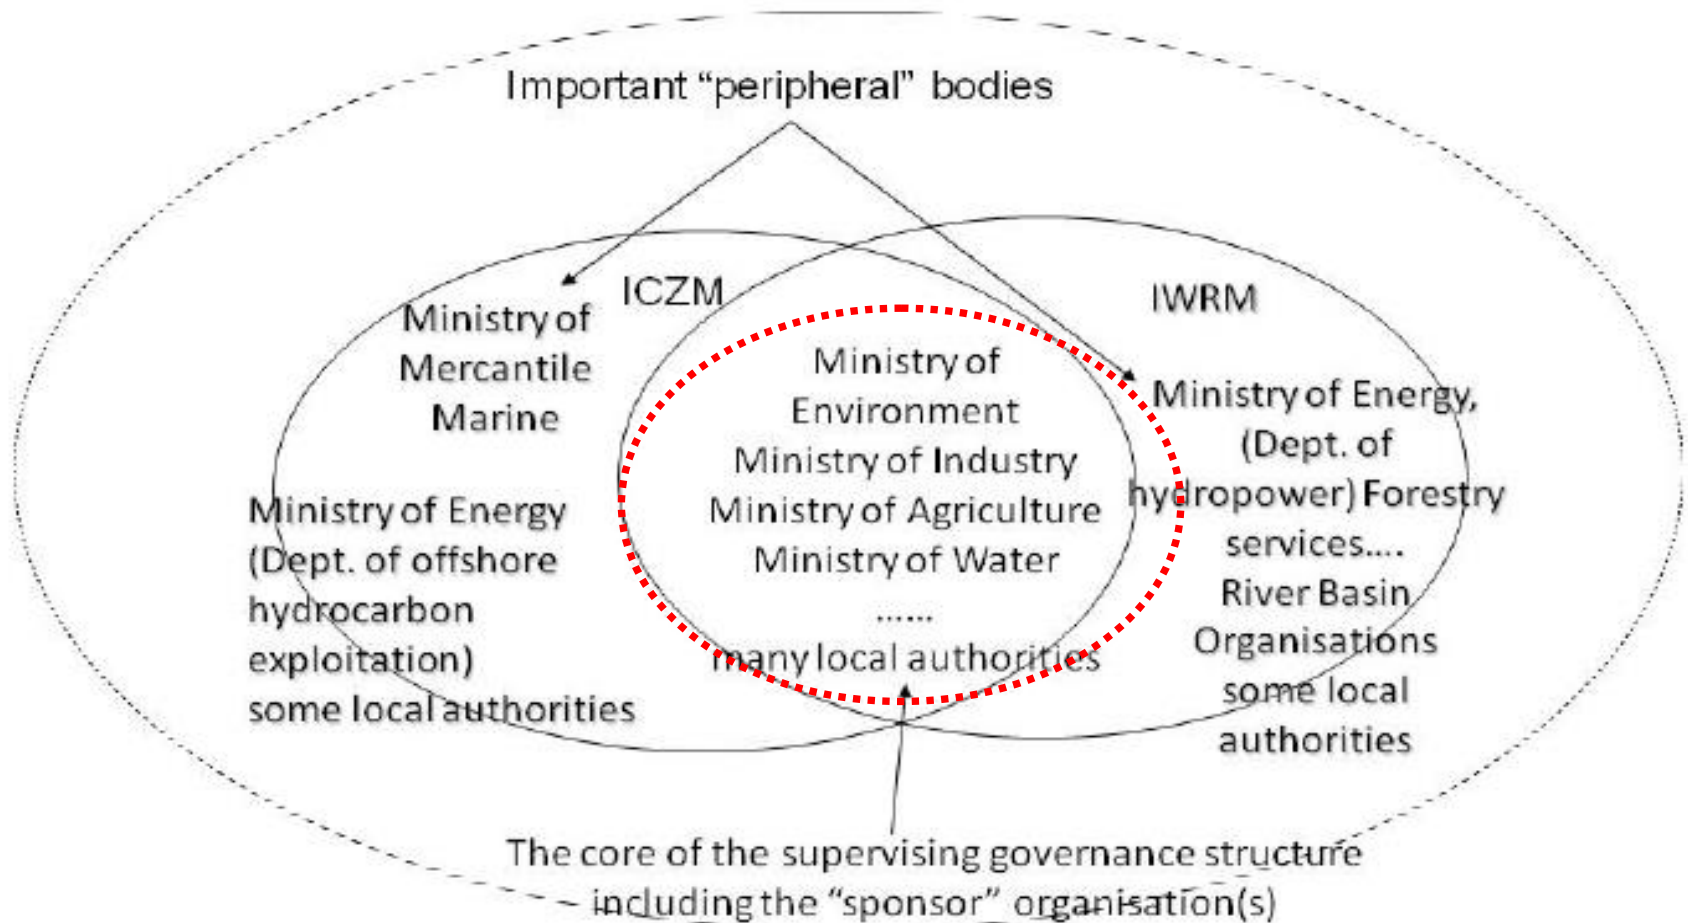 Important “peripheral” bodies
ICZM
IWRM
Ministry of
Mercantile
Marine
Ministry of Energy
(Dept. of offshore
hydrocarbon
exploitation)
some local authorities
Ministry of
Environment
Ministry of Industry
Ministry of Agriculture
Ministry of Water
......
many local authorities
Ministry of Energy,
(Dept. of
hydropower) Forestry
services....
River Basin
Organisations
some local
authorities
The core of the supervising governance structure
including the “sponsor” organisation(s)